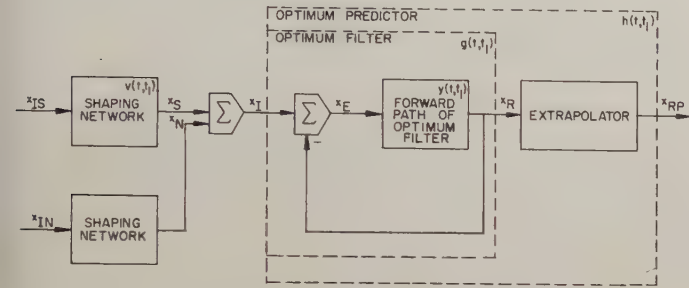 OPTIMUM PREDICTOR
h(t,t₁)
OPTIMUM FILTER
g(t,t₁)
v(t,t₁)
y(t,t₁)
xIS
SHAPING
NETWORK
xS
xN
Σ
xI
Σ
xE
−
FORWARD
PATH OF
OPTIMUM
FILTER
xR
EXTRAPOLATOR
xRP
xIN
SHAPING
NETWORK